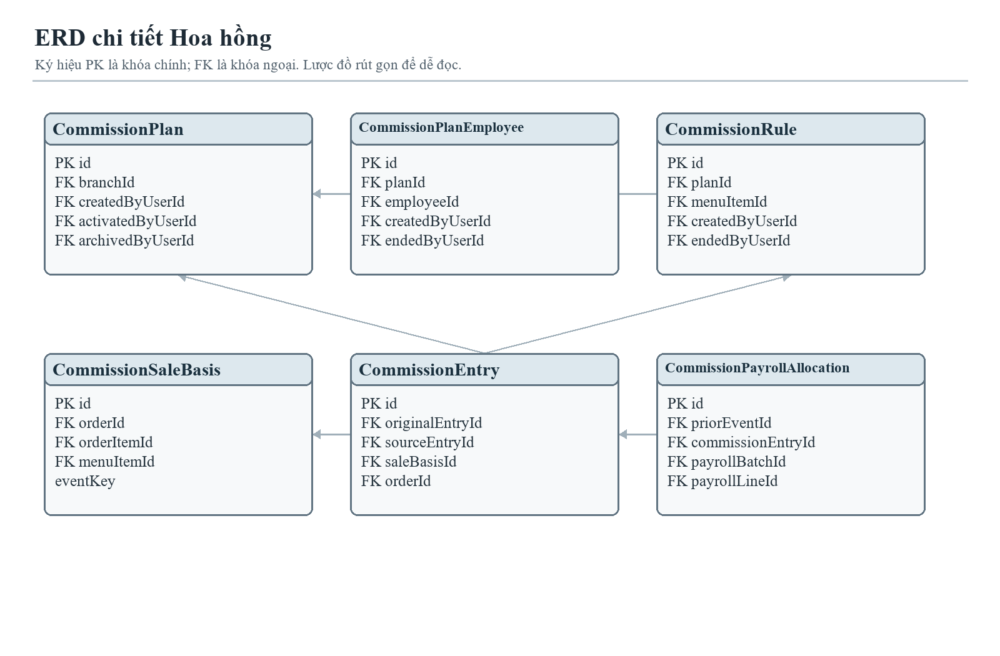 ERD chi tiết Hoa hồng
Ký hiệu PK là khóa chính; FK là khóa ngoại. Lược đồ rút gọn để dễ đọc.
CommissionPlan
PK id
FK branchId
FK createdByUserId
FK activatedByUserId
FK archivedByUserId
CommissionPlanEmployee
PK id
FK planId
FK employeeId
FK createdByUserId
FK endedByUserId
CommissionRule
PK id
FK planId
FK menuItemId
FK createdByUserId
FK endedByUserId
CommissionSaleBasis
PK id
FK orderId
FK orderItemId
FK menuItemId
eventKey
CommissionEntry
PK id
FK originalEntryId
FK sourceEntryId
FK saleBasisId
FK orderId
CommissionPayrollAllocation
PK id
FK priorEventId
FK commissionEntryId
FK payrollBatchId
FK payrollLineId